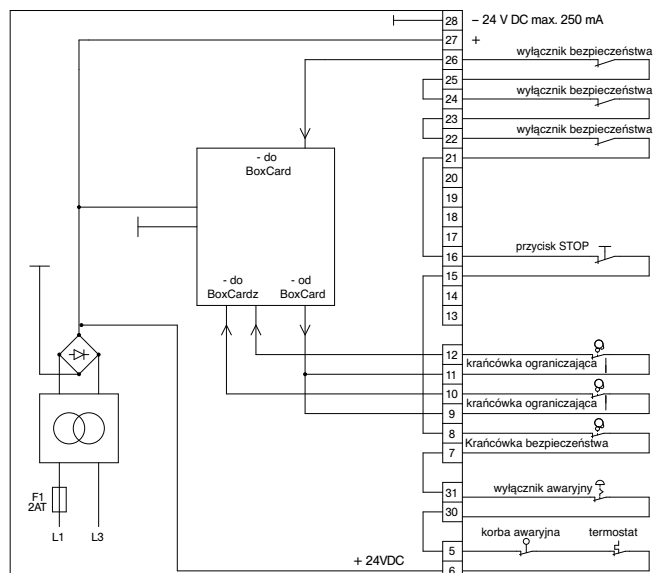 28 – 24 V DC max. 250 mA
27 +
26 wyłącznik bezpieczeństwa
25
24 wyłącznik bezpieczeństwa
23
22 wyłącznik bezpieczeństwa
21
- do
BoxCard
20
19
18
17
16 przycisk STOP
15
- do
BoxCardz
- od
BoxCard
14
13
12
krańcówka ograniczająca
11
10
krańcówka ograniczająca
9
8
Krańcówka bezpieczeństwa
7
F1
2AT
L1 L3
31 wyłącznik awaryjny
30
korba awaryjna termostat
5
+ 24VDC
6